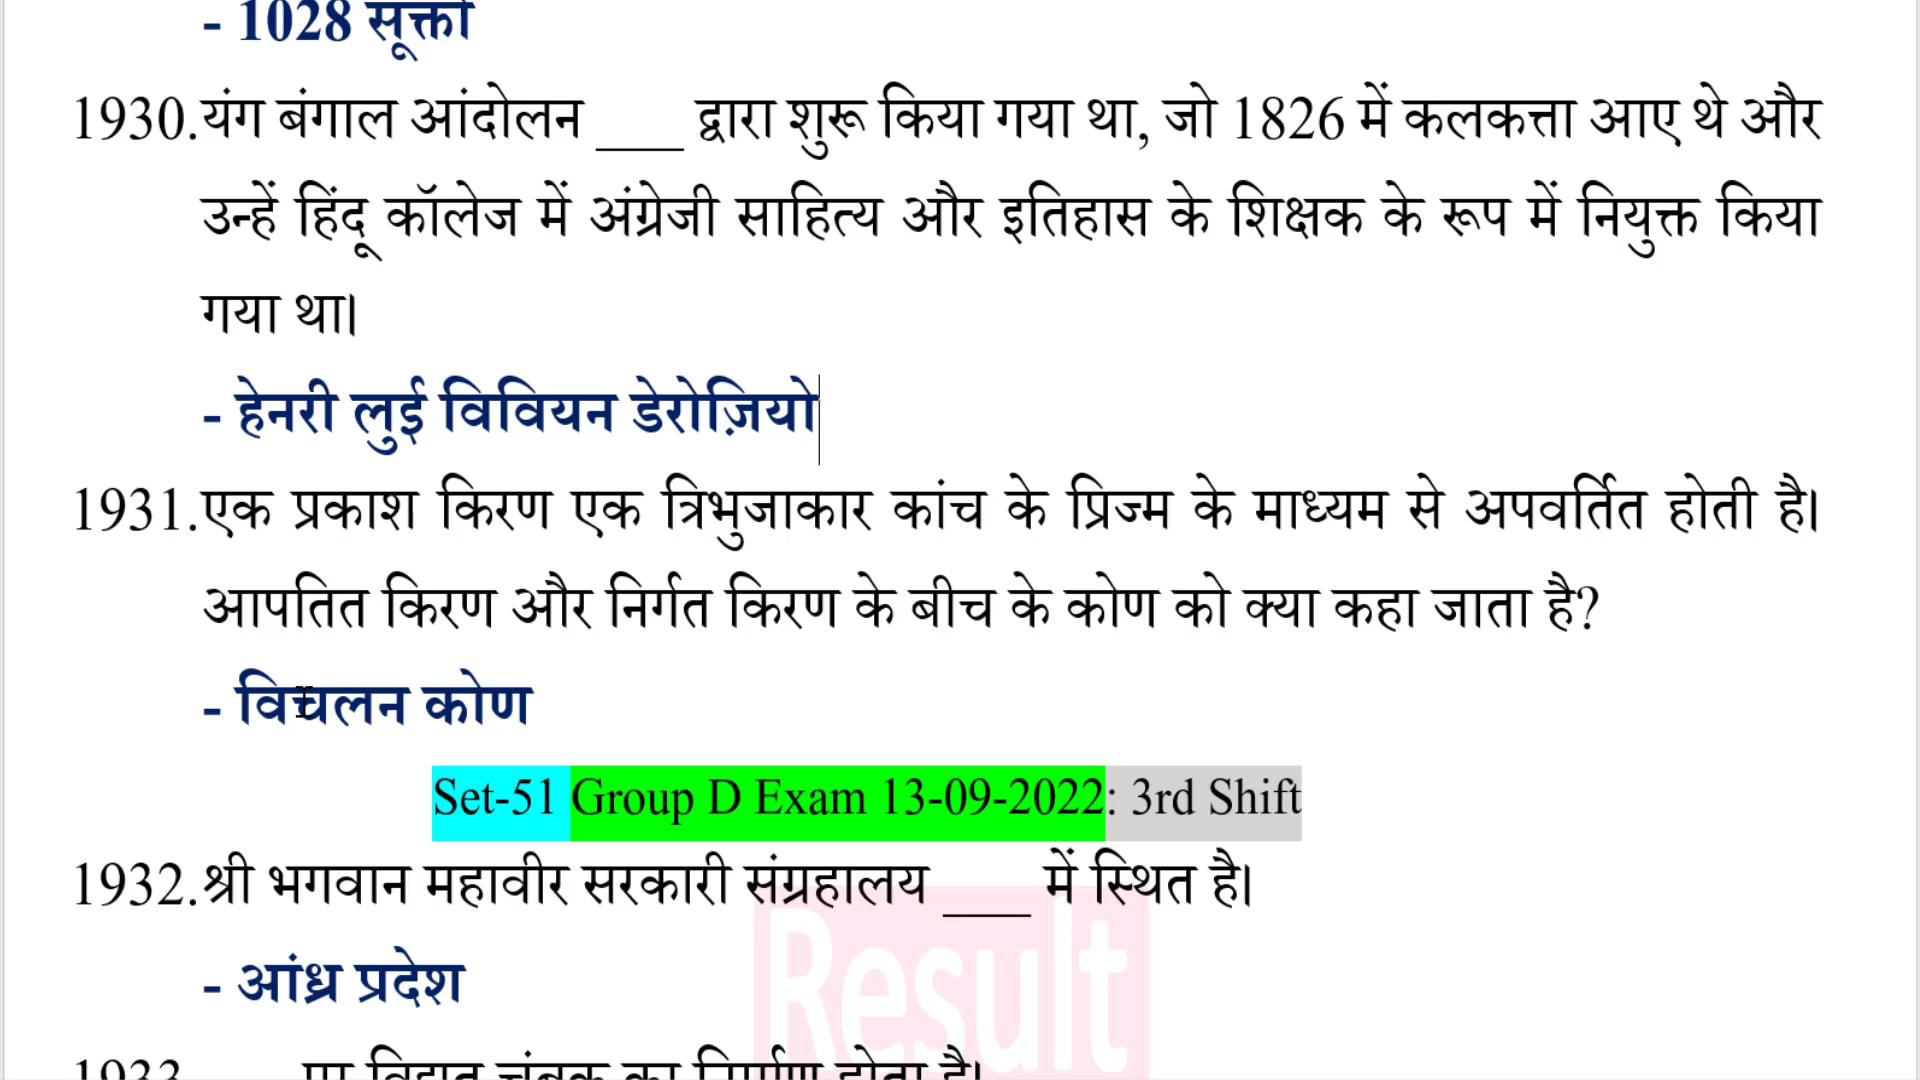 - 1028 सूक्तों
1930. यंग बंगाल आंदोलन ___ द्वारा शुरू किया गया था, जो 1826 में कलकत्ता आए थे और
उन्हें हिंदू कॉलेज में अंग्रेजी साहित्य और इतिहास के शिक्षक के रूप में नियुक्त किया
गया था।
- हेनरी लुई विवियन डेरोज़ियो
1931. एक प्रकाश किरण एक त्रिभुजाकार कांच के प्रिज्म के माध्यम से अपवर्तित होती है।
आपतित किरण और निर्गत किरण के बीच के कोण को क्या कहा जाता है?
- विचलन कोण
Set-51 Group D Exam 13-09-2022: 3rd Shift
1932. श्री भगवान महावीर सरकारी संग्रहालय ___ में स्थित है।
- आंध्र प्रदेश
Result
1933. विद्युत चुंबक का निर्माण होता है।